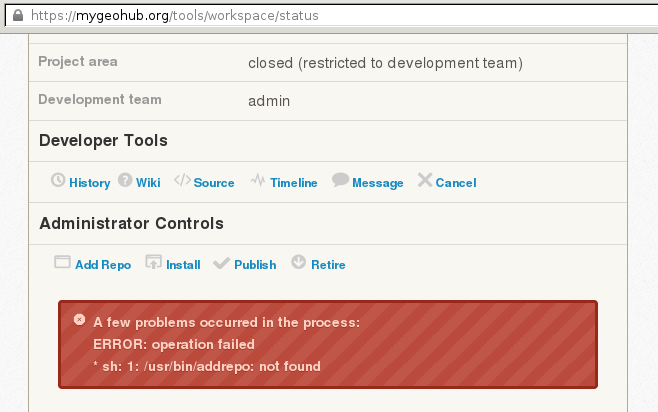 https://mygeohub.org/tools/workspace/status
Project area closed (restricted to development team)
Development team admin
Developer Tools
History Wiki Source Timeline Message Cancel
Administrator Controls
Add Repo Install Publish Retire
A few problems occurred in the process:
ERROR: operation failed
* sh: 1: /usr/bin/addrepo: not found